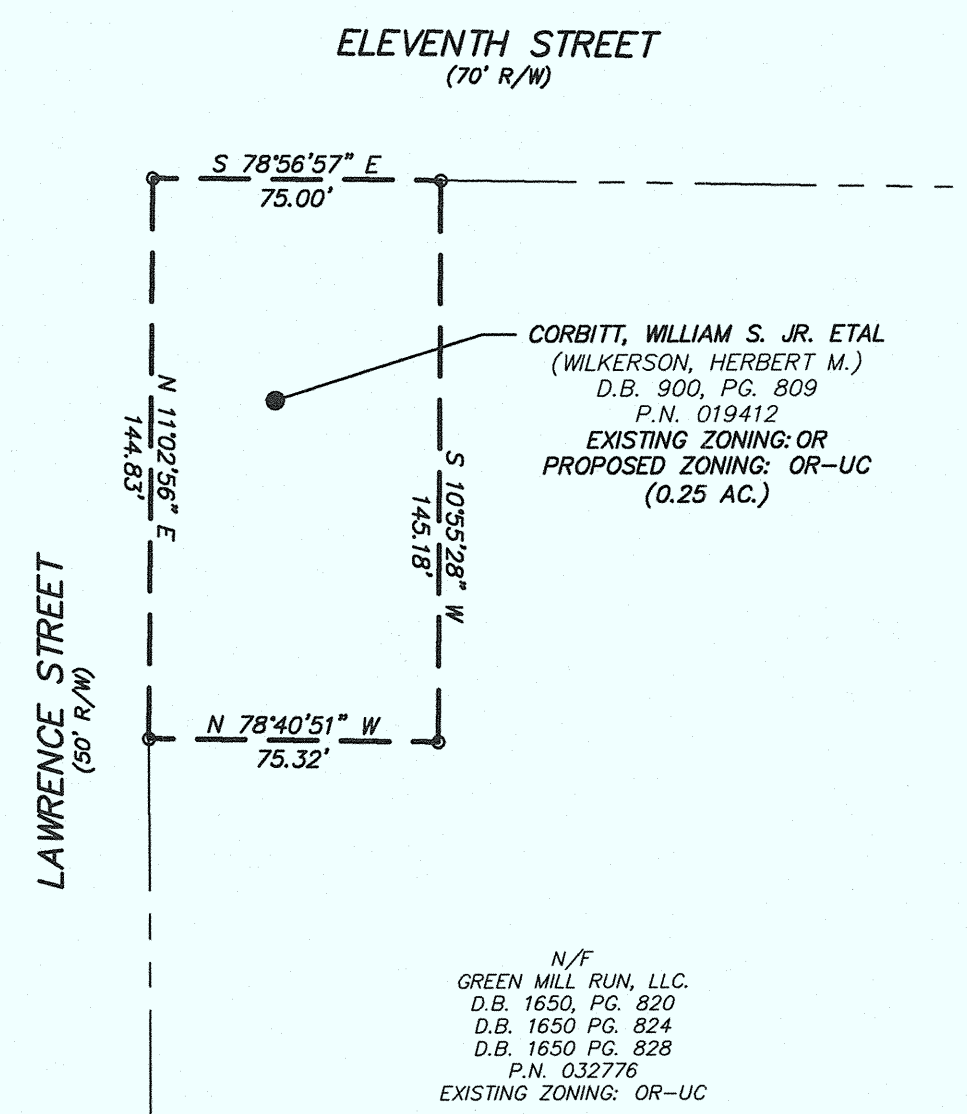 ELEVENTH STREET
(70' R/W)
S 78°56'57" E
75.00'
CORBITT, WILLIAM S. JR. ETAL
(WILKERSON, HERBERT M.)
D.B. 900, PG. 809
P.N. 019412
EXISTING ZONING: OR
PROPOSED ZONING: OR-UC
(0.25 AC.)
N 11°02'56" E
144.83'
S 10°55'28" W
145.18'
LAWRENCE STREET
(50' R/W)
N 78°40'51" W
75.32'
N/F
GREEN MILL RUN, LLC.
D.B. 1650, PG. 820
D.B. 1650 PG. 824
D.B. 1650 PG. 828
P.N. 032776
EXISTING ZONING: OR-UC